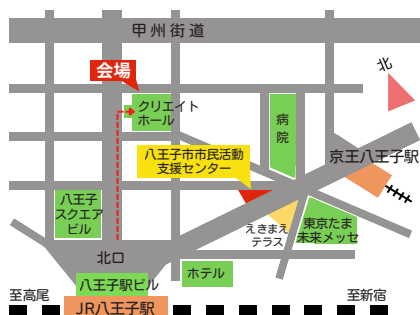 甲州街道
北
会場
クリエイト
ホール
病
院
京王八王子駅
八王子市市民活動
支援センター
八王子
スクエア
ビル
えきまえ
テラス
東京たま
未来メッセ
北口
八王子駅ビル
ホテル
至高尾
JR八王子駅
至新宿